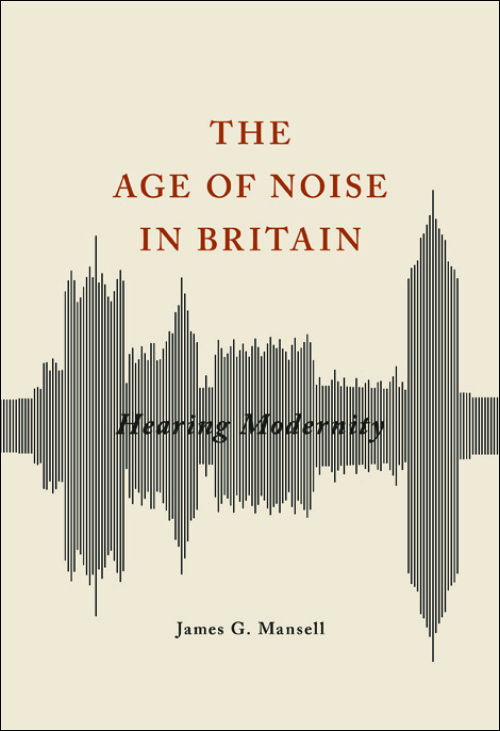 THE
AGE OF NOISE
IN BRITAIN
Hearing Modernity
James G. Mansell